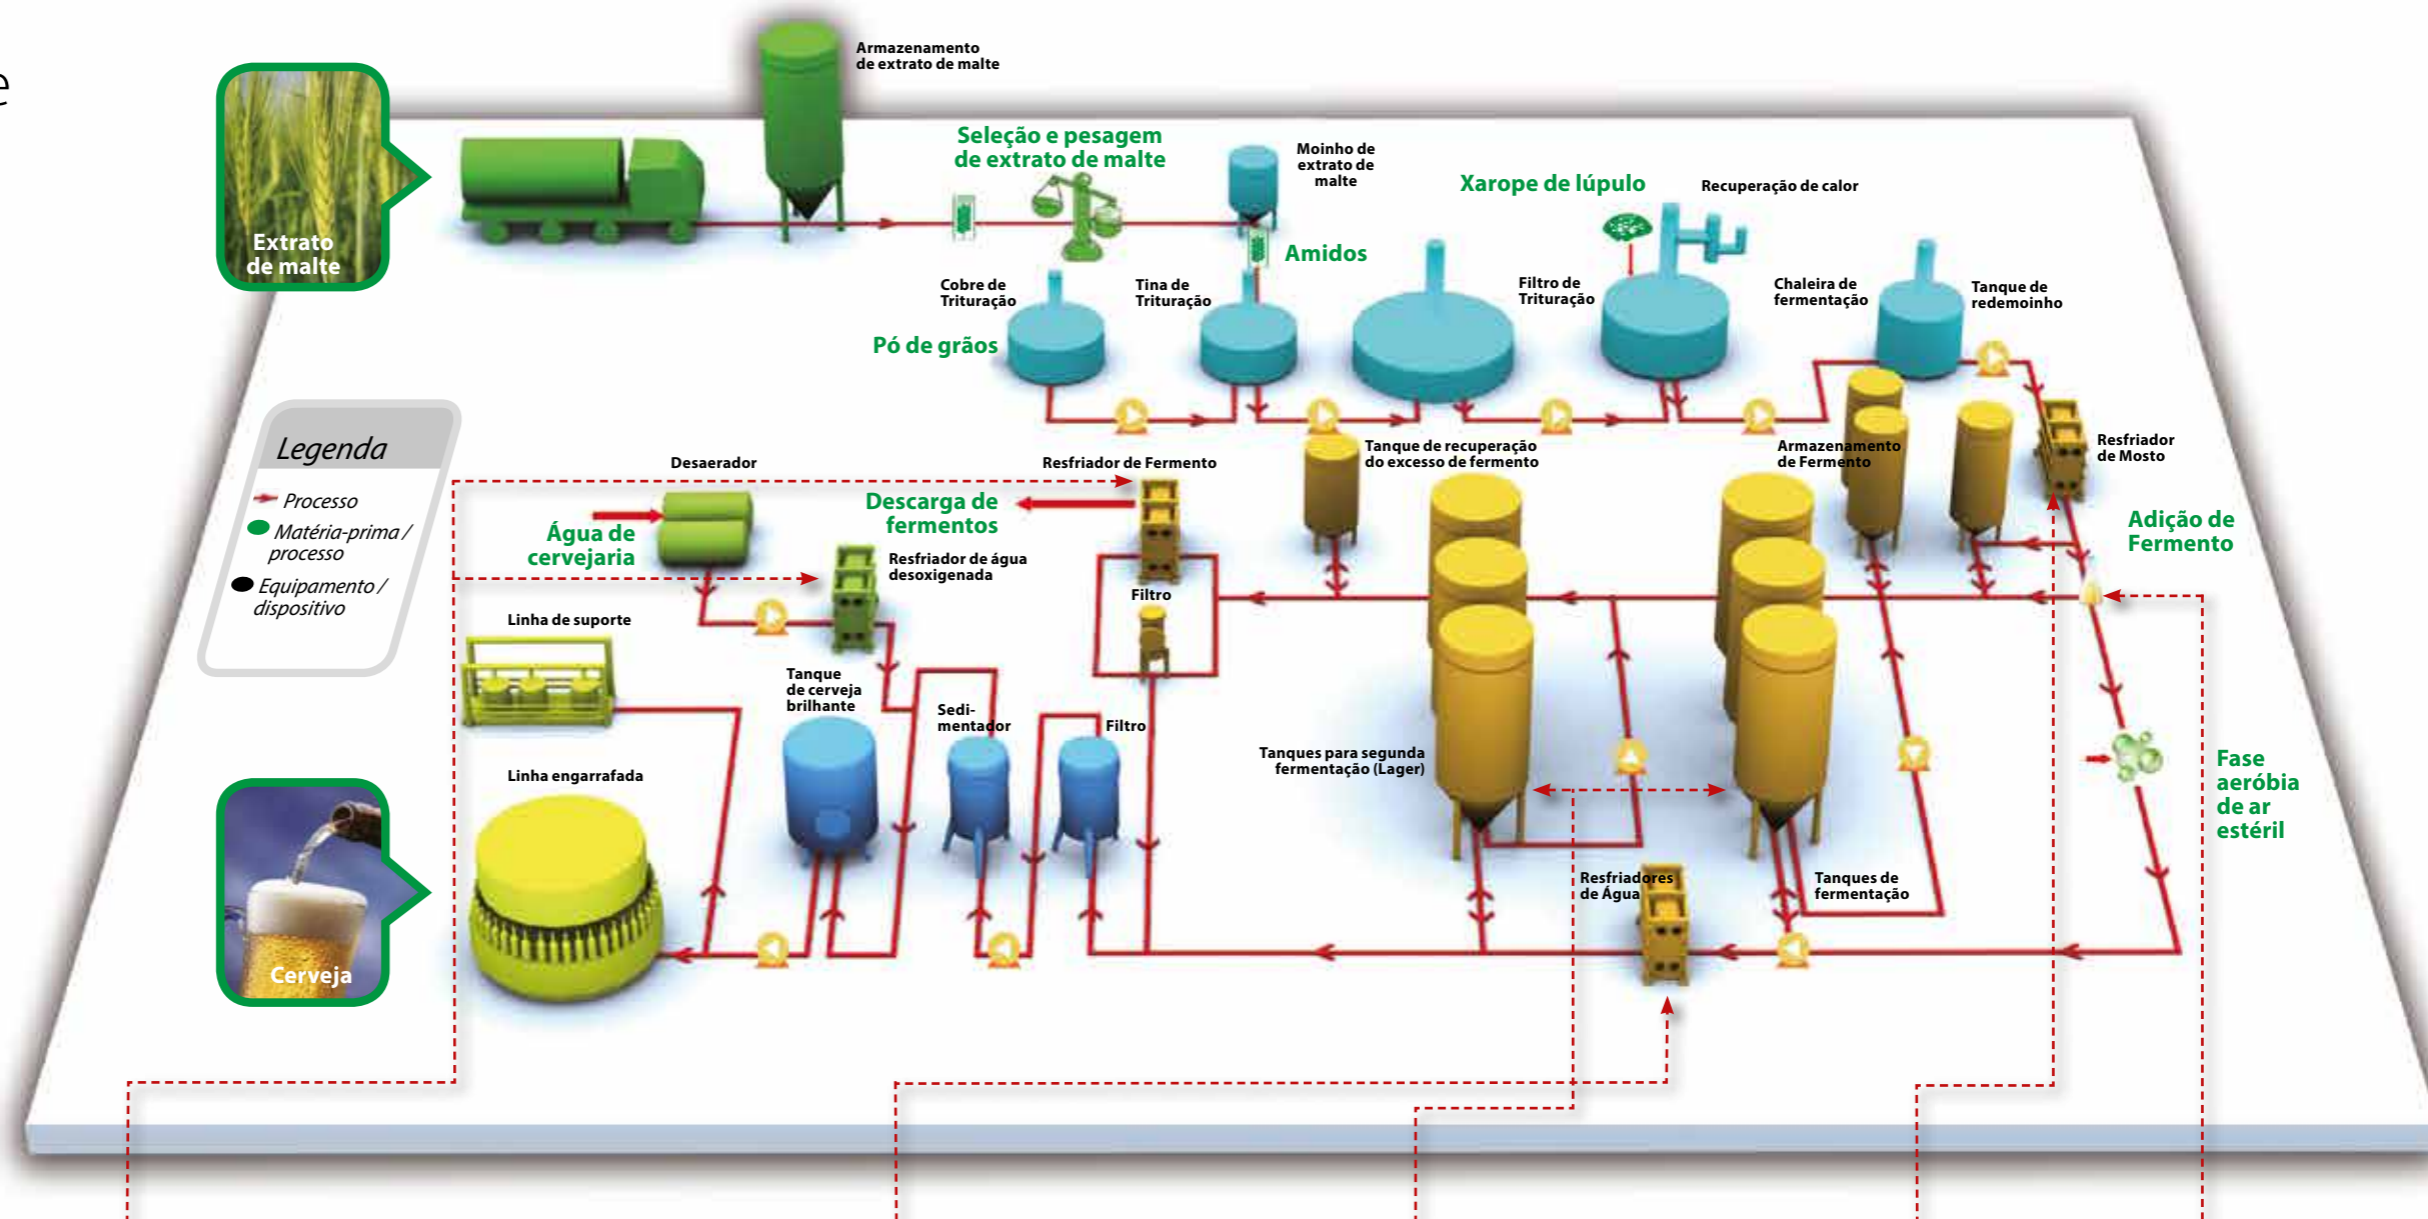 e
Armazenamento
de extrato de malte
Extrato
de malte
Seleção e pesagem
de extrato de malte
Moinho de
extrato de
malte
Amidos
Xarope de lúpulo
Recuperação de calor
Cobre de
Trituração
Tina de
Trituração
Filtro de
Trituração
Chaleira de
fermentação
Tanque de
redemoinho
Pó de grãos
Legenda
Processo
Matéria-prima /
processo
Equipamento /
dispositivo
Desaerador
Resfriador de Fermento
Tanque de recuperação
do excesso de fermento
Armazenamento
de Fermento
Resfriador
de Mosto
Água de
cervejaria
Descarga de
fermentos
Adição de
Fermento
Resfriador de água
desoxigenada
Filtro
Linha de suporte
Tanque
de cerveja
brilhante
Sedi-
mentador
Filtro
Tanques para segunda
fermentação (Lager)
Fase
aeróbia
de ar
estéril
Linha engarrafada
Resfriadores
de Água
Tanques de
fermentação
Cerveja